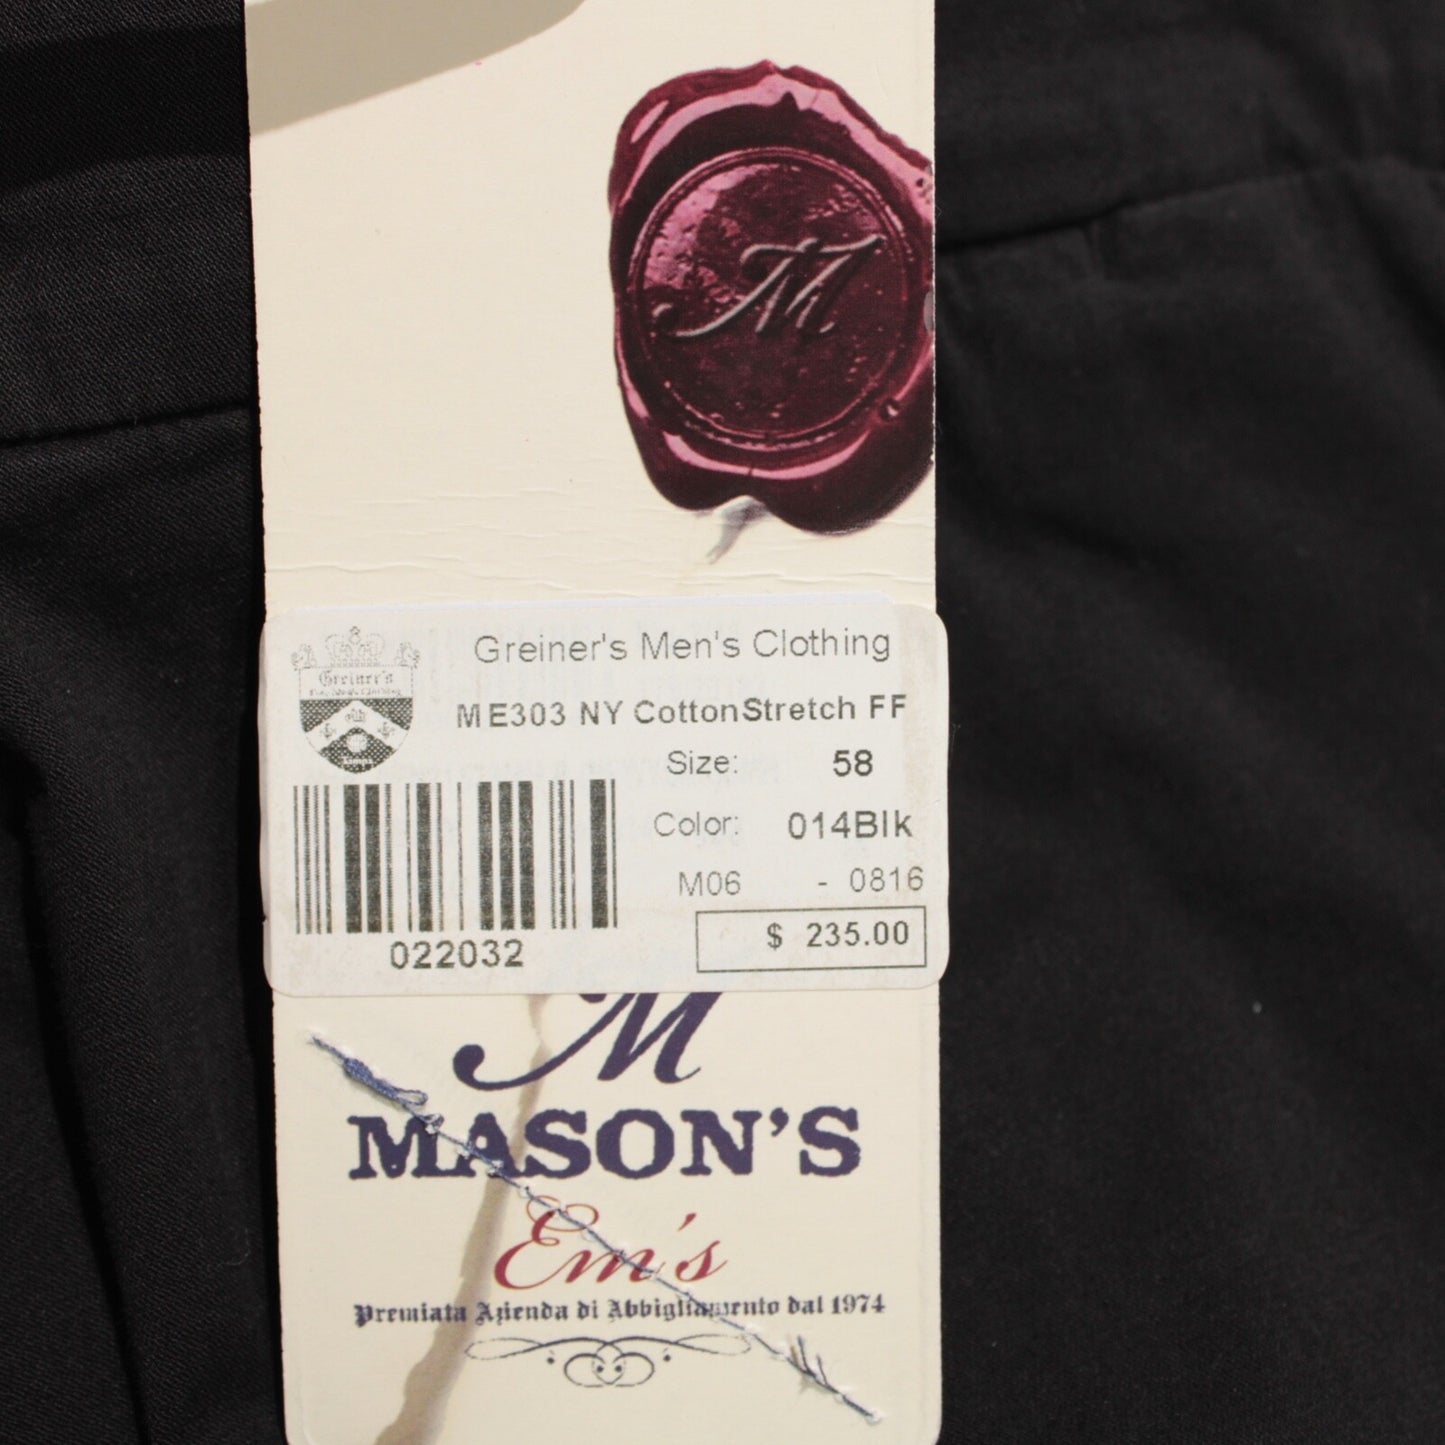 M
Greiner's Men's Clothing
Greiner's
ME303 NY CottonStretch FF
Size: 58
Color: 014Blk
M06 - 0816
$ 235.00
022032
M
MASON'S
Em's
Premiata Azienda di Abbigliamento dal 1974